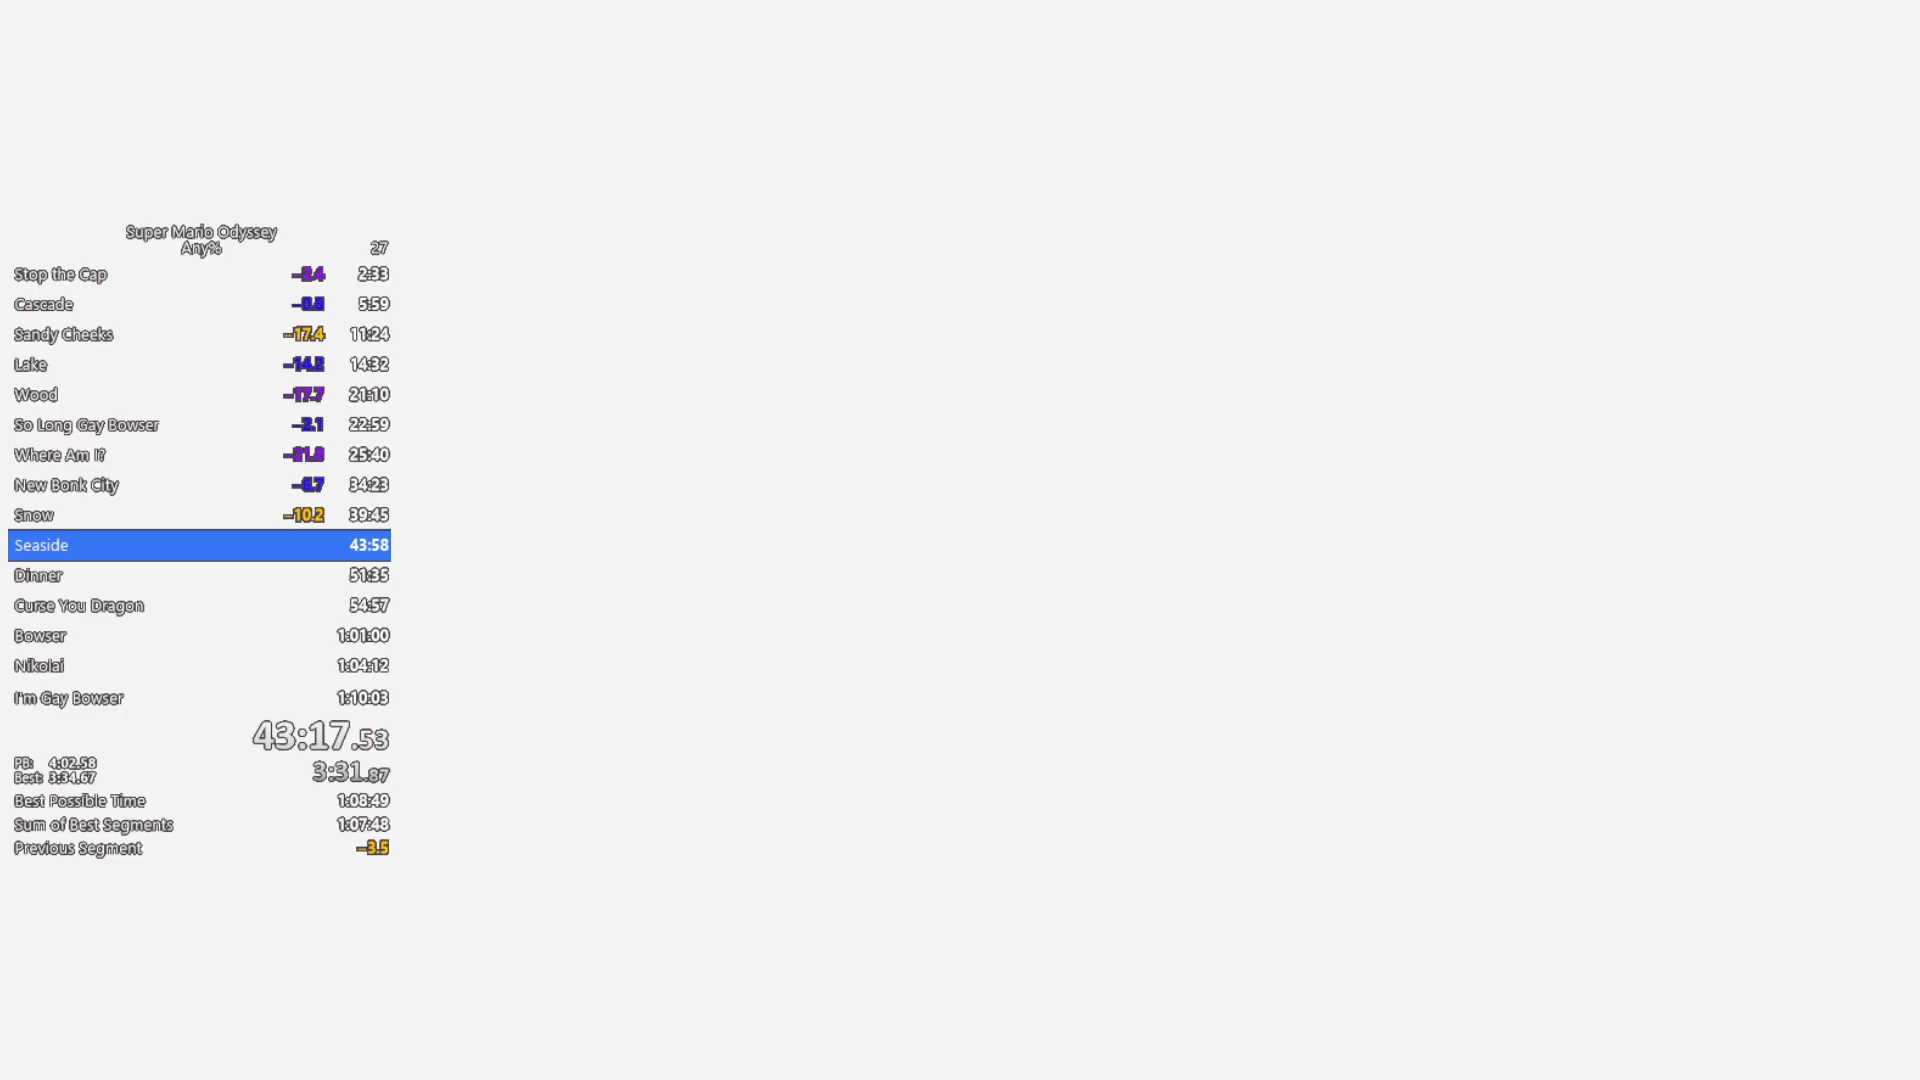 Super Mario Odyssey
Any% 27
Stop the Cap −2.4 2:33
Cascade −0.8 5:59
Sandy Cheeks −17.4 11:24
Lake −14.2 14:32
Wood −17.7 21:10
So Long Gay Bowser −2.1 22:59
Where Am I? −21.8 25:40
New Bonk City −6.7 34:23
Snow −10.2 39:45
Seaside 43:58
Dinner 51:35
Curse You Dragon 54:57
Bowser 1:01:00
Nikolai 1:04:12
I'm Gay Bowser 1:10:03
43:17.53
PB: 4:02.58
Best: 3:34.67
3:31.87
Best Possible Time 1:08:49
Sum of Best Segments 1:07:48
Previous Segment −3.5